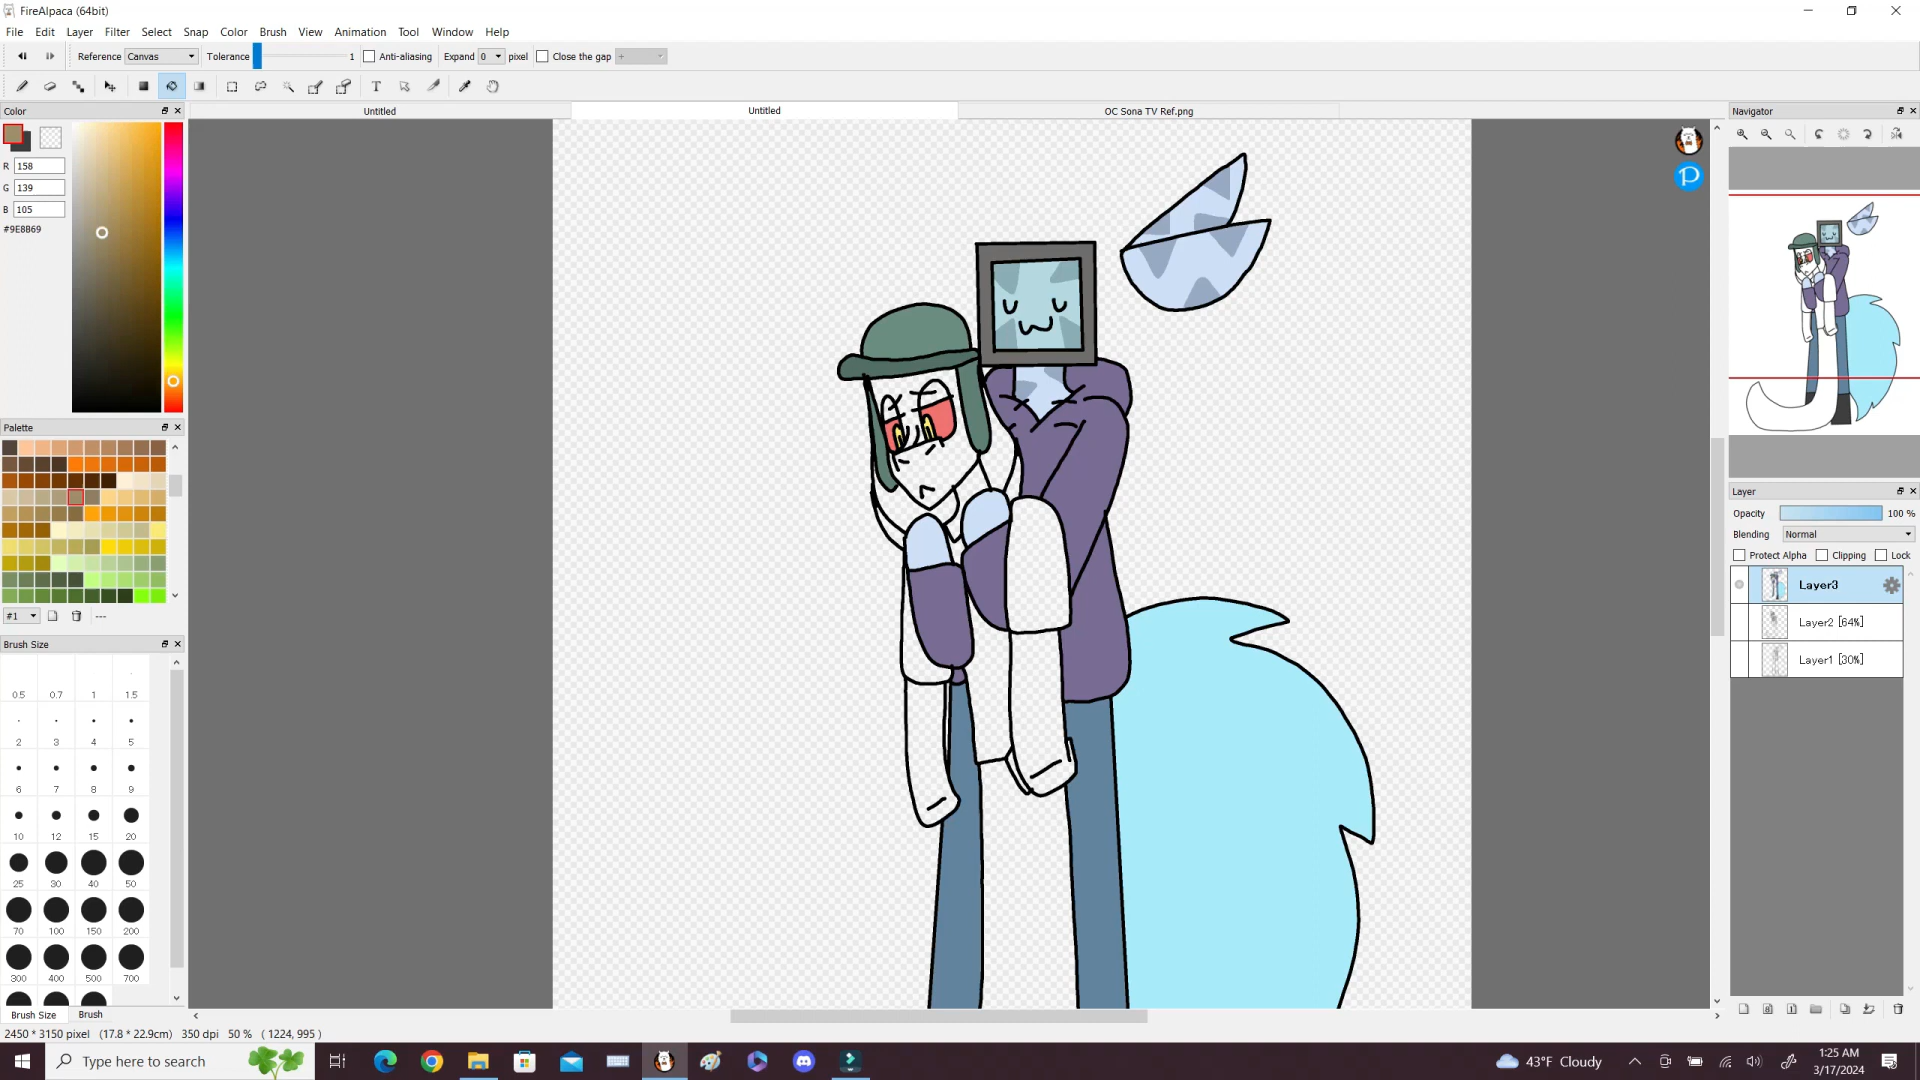 FireAlpaca (64bit)
File Edit Layer Filter Select Snap Color Brush View Animation Tool Window Help
Reference Canvas Tolerance 1 Anti-aliasing Expand 0 pixel Close the gap +
T
Color Untitled Untitled OC Sona TV Ref.png Navigator
R 158
G 139
B 105
#9E8B69
Palette
#1 ---
Brush Size
0.5 0.7 1 1.5
2 3 4 5
6 7 8 9
10 12 15 20
25 30 40 50
70 100 150 200
300 400 500 700
Brush Size Brush
Layer
Opacity 100 %
Blending Normal
Protect Alpha Clipping Lock
Layer3
Layer2 [64%]
Layer1 [30%]
2450 * 3150 pixel (17.8 * 22.9cm) 350 dpi 50 % ( 1224, 995 )
Type here to search
43°F Cloudy
1:25 AM
3/17/2024